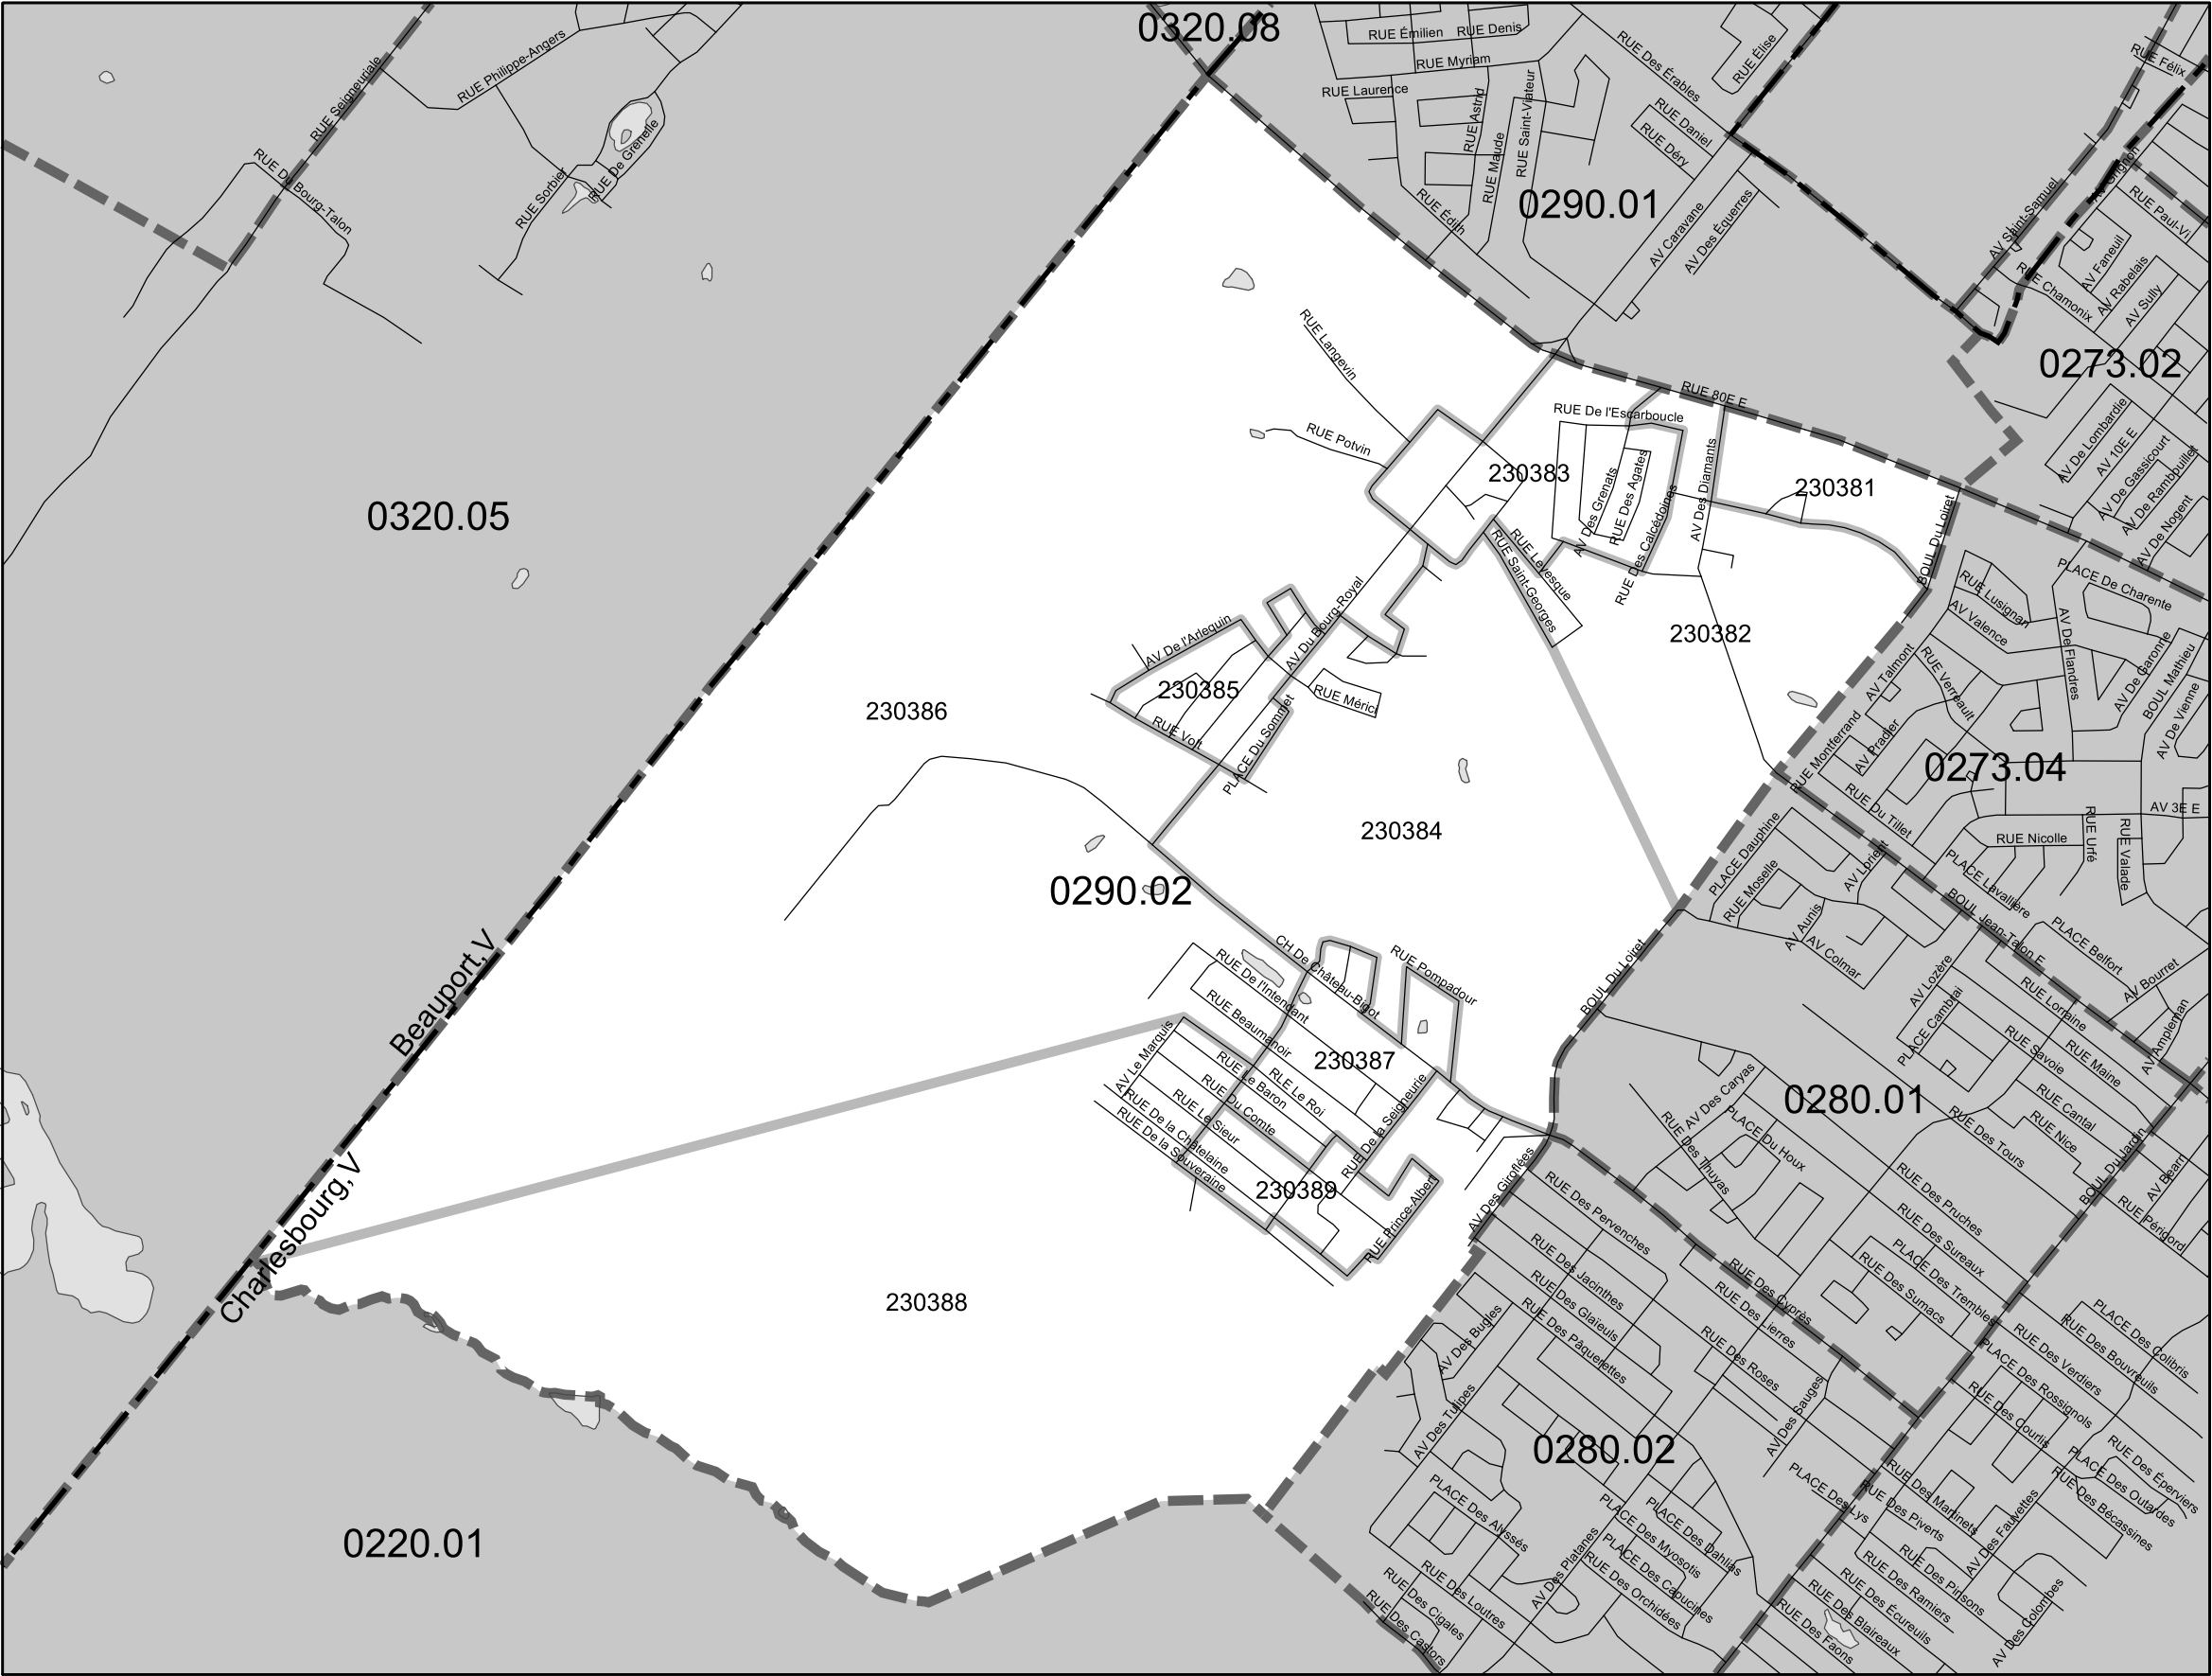 0320.08
RUE Émilien
RUE Denis
RUE Myriam
RUE Laurence
RUE Astrid
RUE Maude
RUE Saint-Viateur
RUE Édith
RUE Des Érables
RUE Élise
RUE Daniel
RUE Déry
0290.01
AV Caravane
AV Des Équerres
RUE Félix
AV Grignon
RUE Paul-VI
AV Saint-Samuel
AV Faneuil
RUE Chamonix
AV Rabelais
AV Sully
0273.02
AV De Lombardie
AV 10E E
AV De Gassicourt
AV De Rambouillet
AV De Nogent
RUE Seigneuriale
RUE Philippe-Angers
RUE De Grenelle
RUE Sorbier
RUE Du Bourg-Talon
0320.05
RUE Langevin
RUE Potvin
RUE De l'Escarboucle
RUE 80E E
230383
AV Des Grenats
RUE Des Agates
RUE Des Calcédoines
AV Des Diamants
230381
BOUL Du Loiret
RUE Levesque
RUE Saint-Georges
230382
AV De l'Arlequin
AV Du Bourg-Royal
230385
RUE Volt
PLACE Du Sommet
RUE Mérici
230386
230384
0290.02
PLACE De Charente
RUE Lusignan
AV Valence
AV De Flandres
AV De Garonne
BOUL Mathieu
AV De Vienne
AV Talmont
RUE Verreault
RUE Montferrand
AV Pradier
0273.04
RUE Du Tillet
AV 3E E
RUE Nicolle
RUE Urfé
RUE Valade
PLACE Dauphine
RUE Moselle
AV Lorient
PLACE Lavallière
BOUL Jean-Talon E
AV Aunis
AV Colmar
PLACE Belfort
AV Bourret
AV Ampleman
AV Lozère
PLACE Cambrai
RUE Lorraine
RUE Savoie
RUE Maine
RUE Cantal
RUE Nice
BOUL Du Loiret
CH De Château-Bigot
RUE Pompadour
RUE De l'Intendant
RUE Beaumanoir
230387
AV Le Marquis
RUE Le Baron
RLE Le Roi
RUE Du Comte
RUE Le Sieur
RUE De la Châtelaine
RUE De la Souveraine
RUE De la Seigneurie
230389
RUE Prince-Albert
Beauport, V
Charlesbourg, V
230388
0220.01
0280.01
AV Des Caryas
PLACE Du Houx
RUE Des Thuyas
RUE Des Tours
BOUL Du Jardin
AV Bearn
RUE Périgord
RUE Des Pruches
RUE Des Sureaux
PLACE Des Trembles
RUE Des Sumacs
AV Des Giroflées
RUE Des Pervenches
RUE Des Jacinthes
RUE Des Glaïeuls
RUE Des Pâquerettes
RUE Des Cyprès
RUE Des Lierres
RUE Des Roses
AV Des Sauges
AV Des Bugles
AV Des Tulipes
0280.02
PLACE Des Alyssés
AV Des Platanes
PLACE Des Dahlias
PLACE Des Myosotis
PLACE Des Capucines
RUE Des Orchidées
RUE Des Loutres
RUE Des Cigales
RUE Des Castors
PLACE Des Colibris
RUE Des Bouvreuils
RUE Des Verdiers
PLACE Des Rossignols
RUE Des Courlis
RUE Des Éperviers
PLACE Des Outardes
RUE Des Bécassines
PLACE Des Lys
RUE Des Martinets
RUE Des Piverts
AV Des Fauvettes
RUE Des Pinsons
RUE Des Ramiers
RUE Des Écureuils
RUE Des Blaireaux
RUE Des Faons
AV Des Colombes